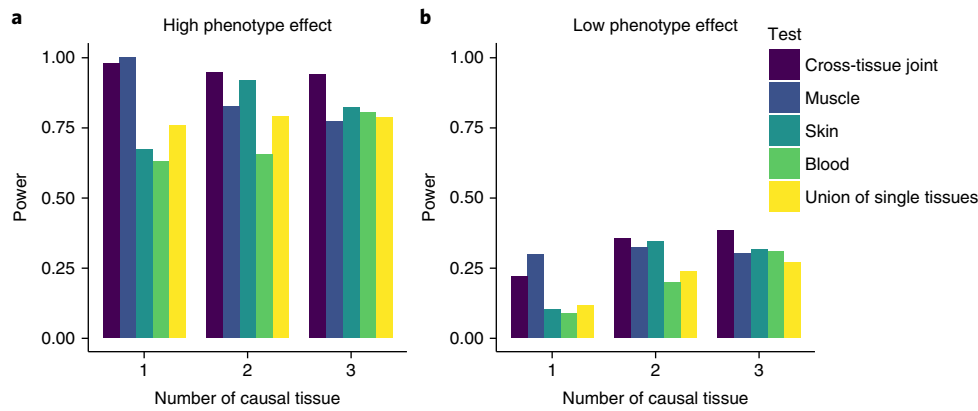 a
High phenotype effect
1.00
0.75
0.50
0.25
0.00
Power
1
2
3
Number of causal tissue
b
Low phenotype effect
1.00
0.75
0.50
0.25
0.00
Power
1
2
3
Number of causal tissue
Test
Cross-tissue joint
Muscle
Skin
Blood
Union of single tissues